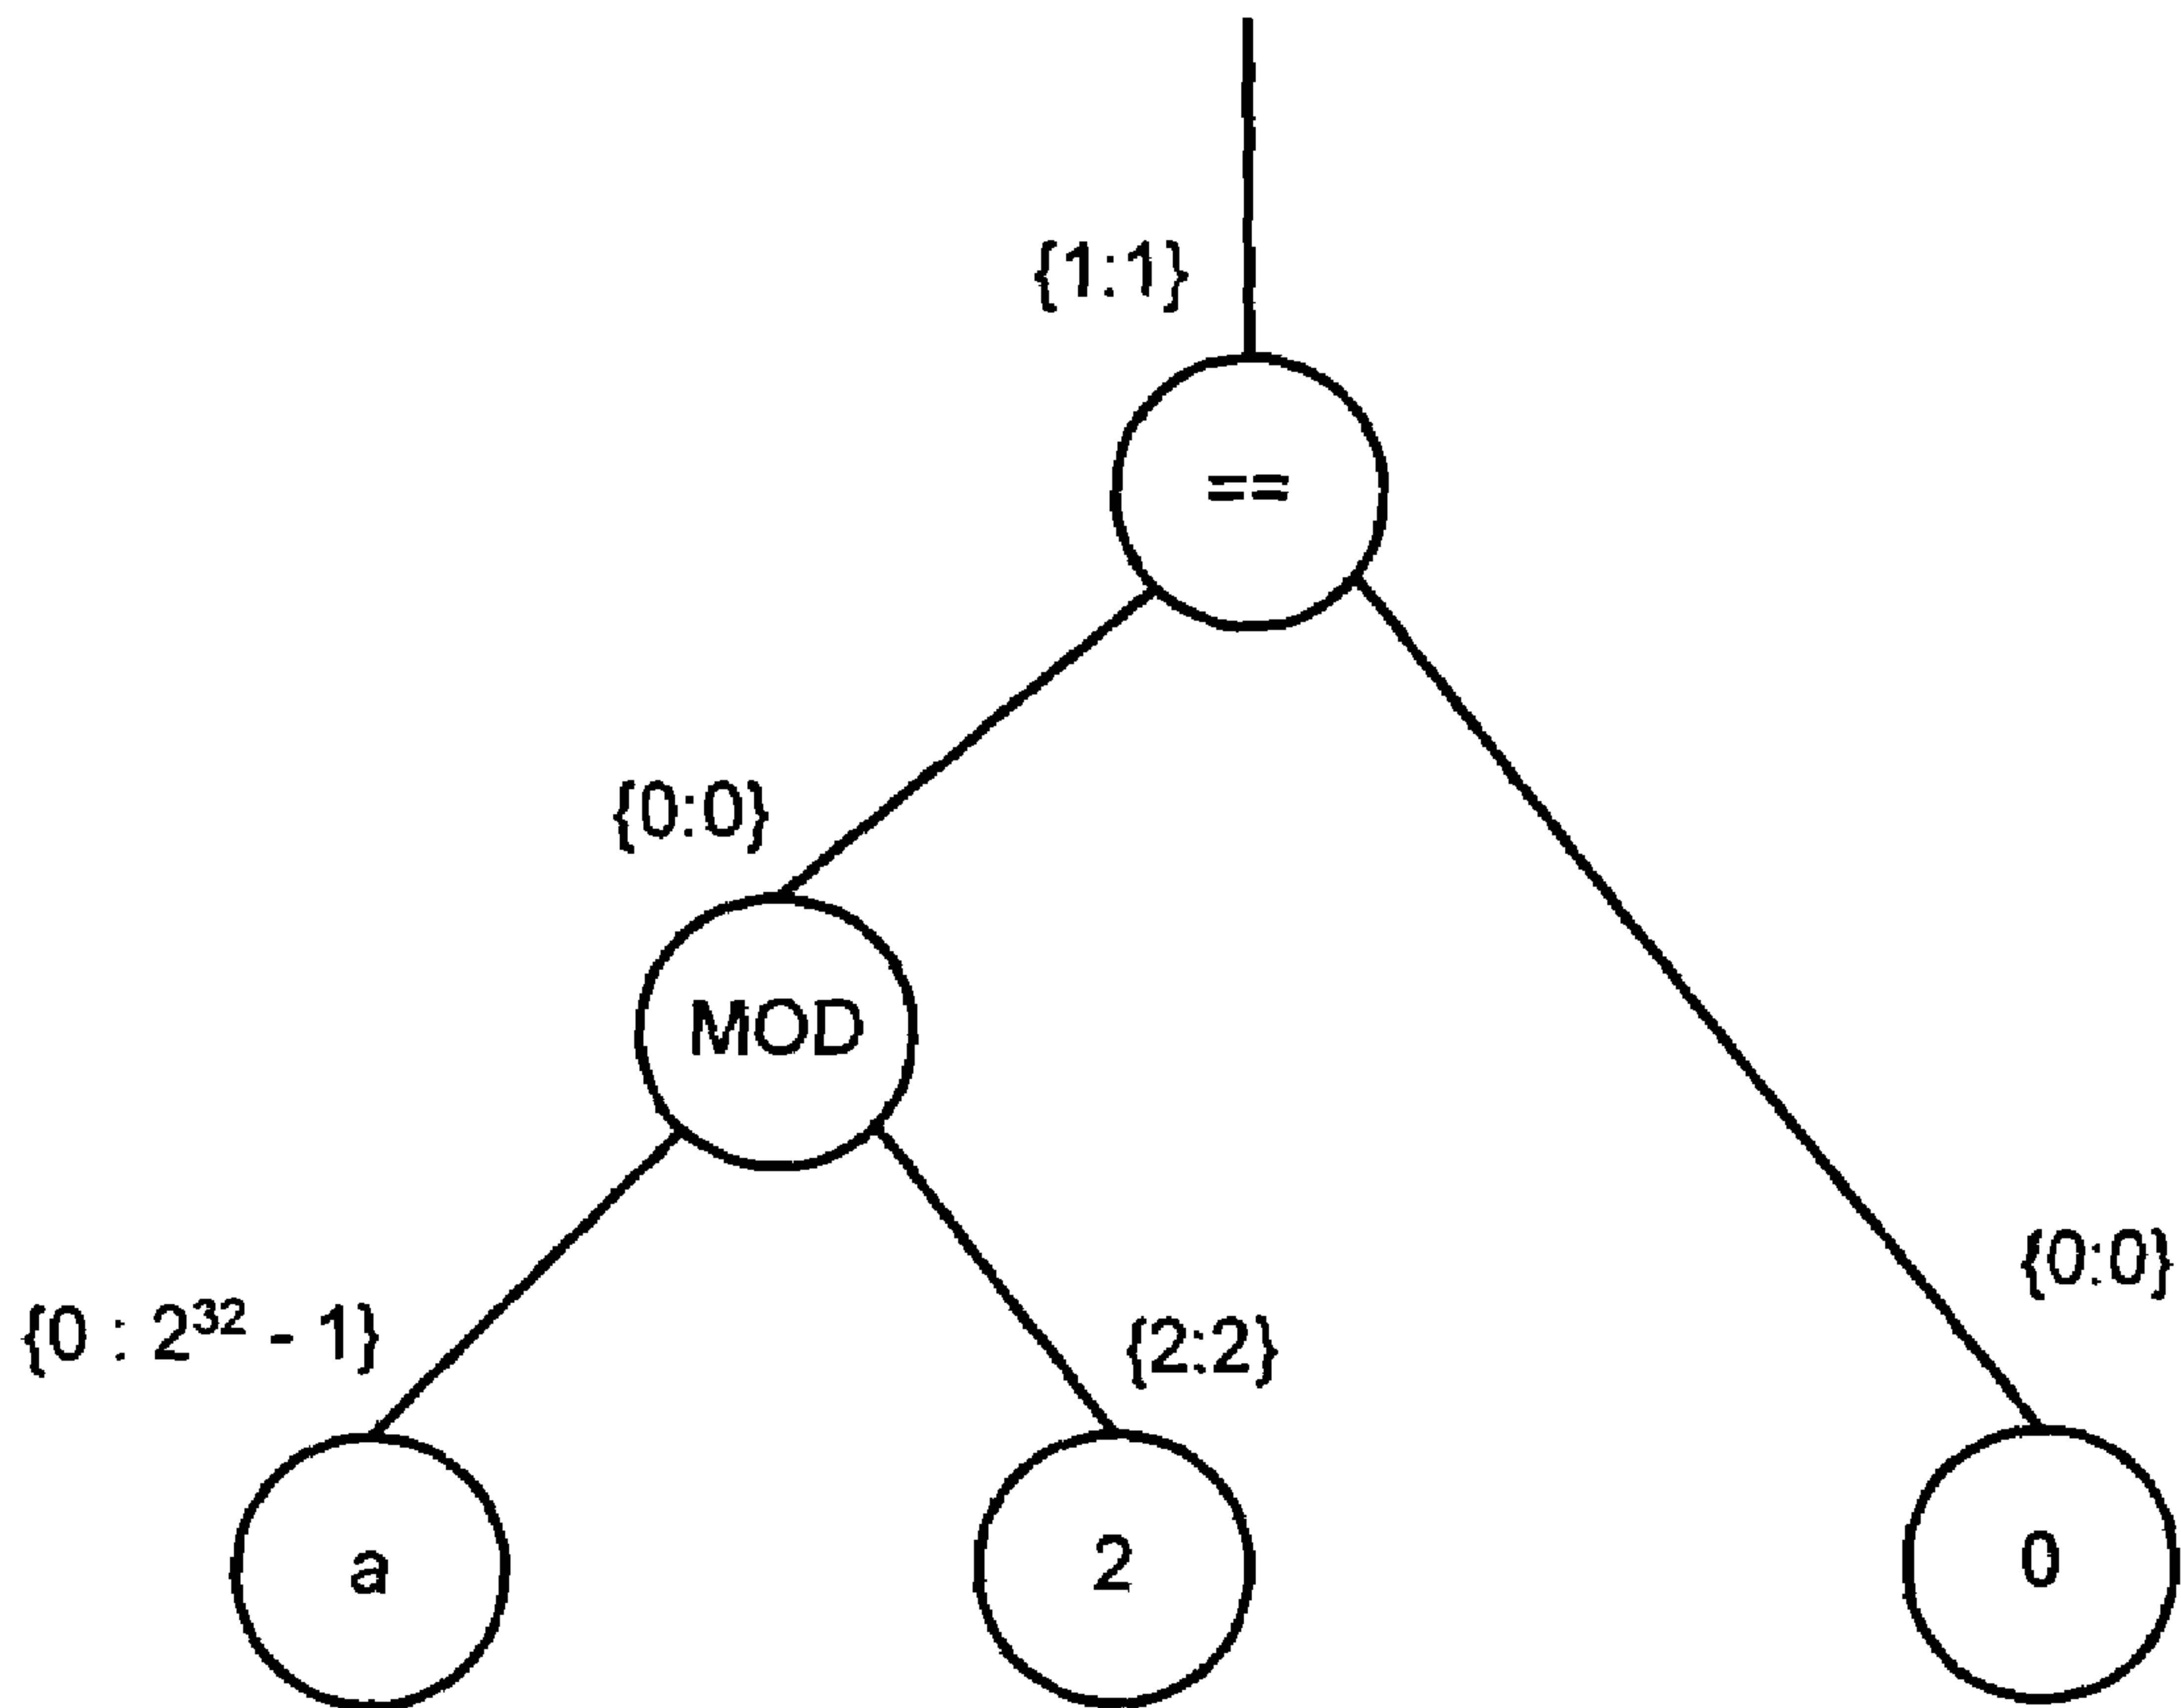 {1:1}
==
{0:0}
MOD
{0:0}
{0 : 2³² - 1}
{2:2}
a
2
0